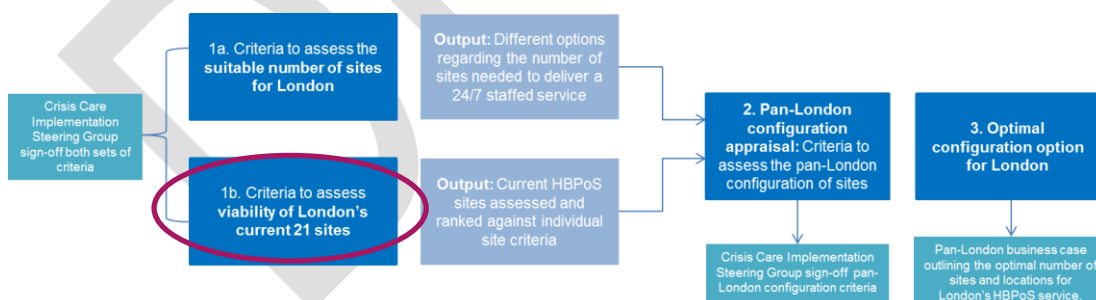 1a. Criteria to assess the
suitable number of sites
for London
Output: Different options
regarding the number of
sites needed to deliver a
24/7 staffed service
Crisis Care
Implementation
Steering Group
sign-off both sets of
criteria
2. Pan-London
configuration
appraisal: Criteria to
assess the pan-London
configuration of sites
3. Optimal
configuration option
for London
1b. Criteria to assess
viability of London's
current 21 sites
Output: Current HBPoS
sites assessed and
ranked against individual
site criteria
Crisis Care Implementation
Steering Group sign-off pan-
London configuration criteria
Pan-London business case
outlining the optimal number of
sites and locations for
London's HBPoS service.